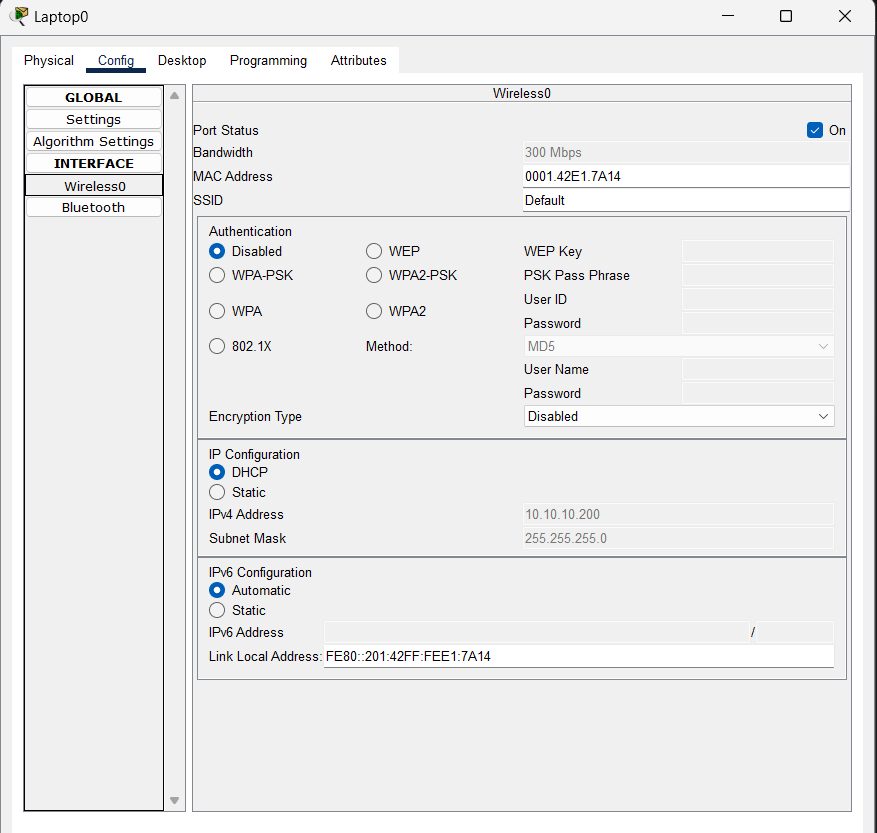 Laptop0
Physical Config Desktop Programming Attributes
GLOBAL
Settings
Algorithm Settings
INTERFACE
Wireless0
Bluetooth
Wireless0
Port Status On
Bandwidth 300 Mbps
MAC Address 0001.42E1.7A14
SSID Default
Authentication
Disabled WEP WEP Key
WPA-PSK WPA2-PSK PSK Pass Phrase
User ID
WPA WPA2
Password
802.1X Method: MD5
User Name
Password
Encryption Type Disabled
IP Configuration
DHCP
Static
IPv4 Address 10.10.10.200
Subnet Mask 255.255.255.0
IPv6 Configuration
Automatic
Static
IPv6 Address /
Link Local Address: FE80::201:42FF:FEE1:7A14